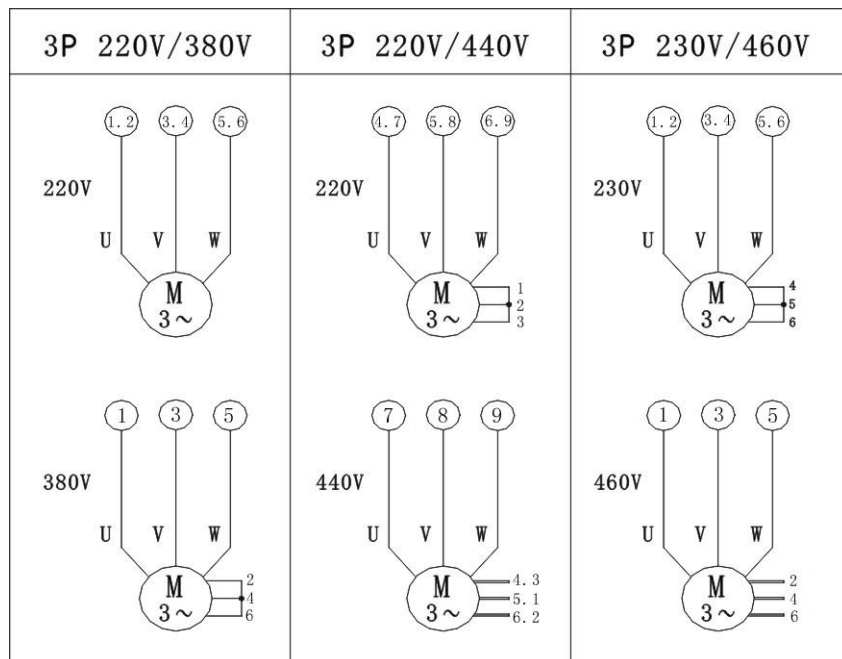 3P 220V/380V
3P 220V/440V
3P 230V/460V
1.2 3.4 5.6
220V
U V W
M
3~
4.7 5.8 6.9
220V
U V W
M
3~
1
2
3
1.2 3.4 5.6
230V
U V W
M
3~
4
5
6
1 3 5
380V
U V W
M
3~
2
4
6
7 8 9
440V
U V W
M
3~
4.3
5.1
6.2
1 3 5
460V
U V W
M
3~
2
4
6